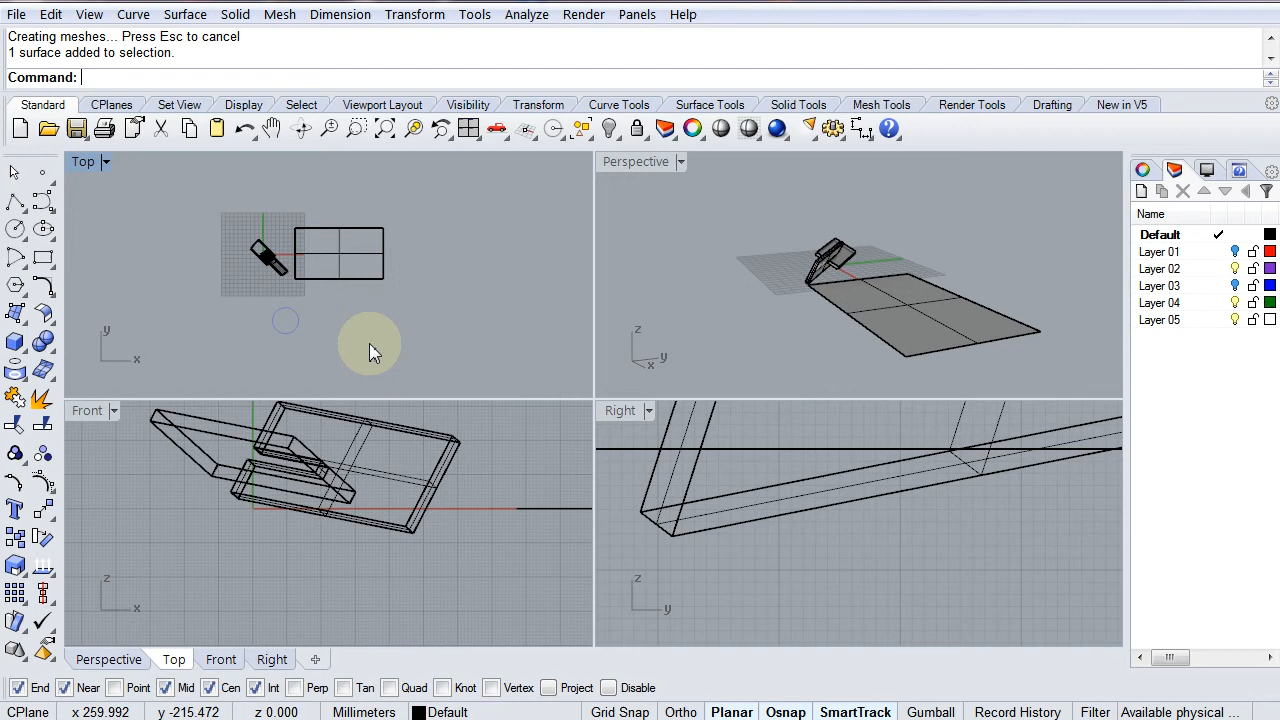 File Edit View Curve Surface Solid Mesh Dimension Transform Tools Analyze Render Panels Help
Creating meshes... Press Esc to cancel
1 surface added to selection.
Command:
Standard CPlanes Set View Display Select Viewport Layout Visibility Transform Curve Tools Surface Tools Solid Tools Mesh Tools Render Tools Drafting New in V5
Top
Perspective
Name
Default
Layer 01
Layer 02
Layer 03
Layer 04
Layer 05
y
x
z
y
x
Front
Right
z
x
z
y
Perspective Top Front Right
End Near Point Mid Cen Int Perp Tan Quad Knot Vertex Project Disable
CPlane x 259.992 y -215.472 z 0.000 Millimeters Default Grid Snap Ortho Planar Osnap SmartTrack Gumball Record History Filter Available physical ...